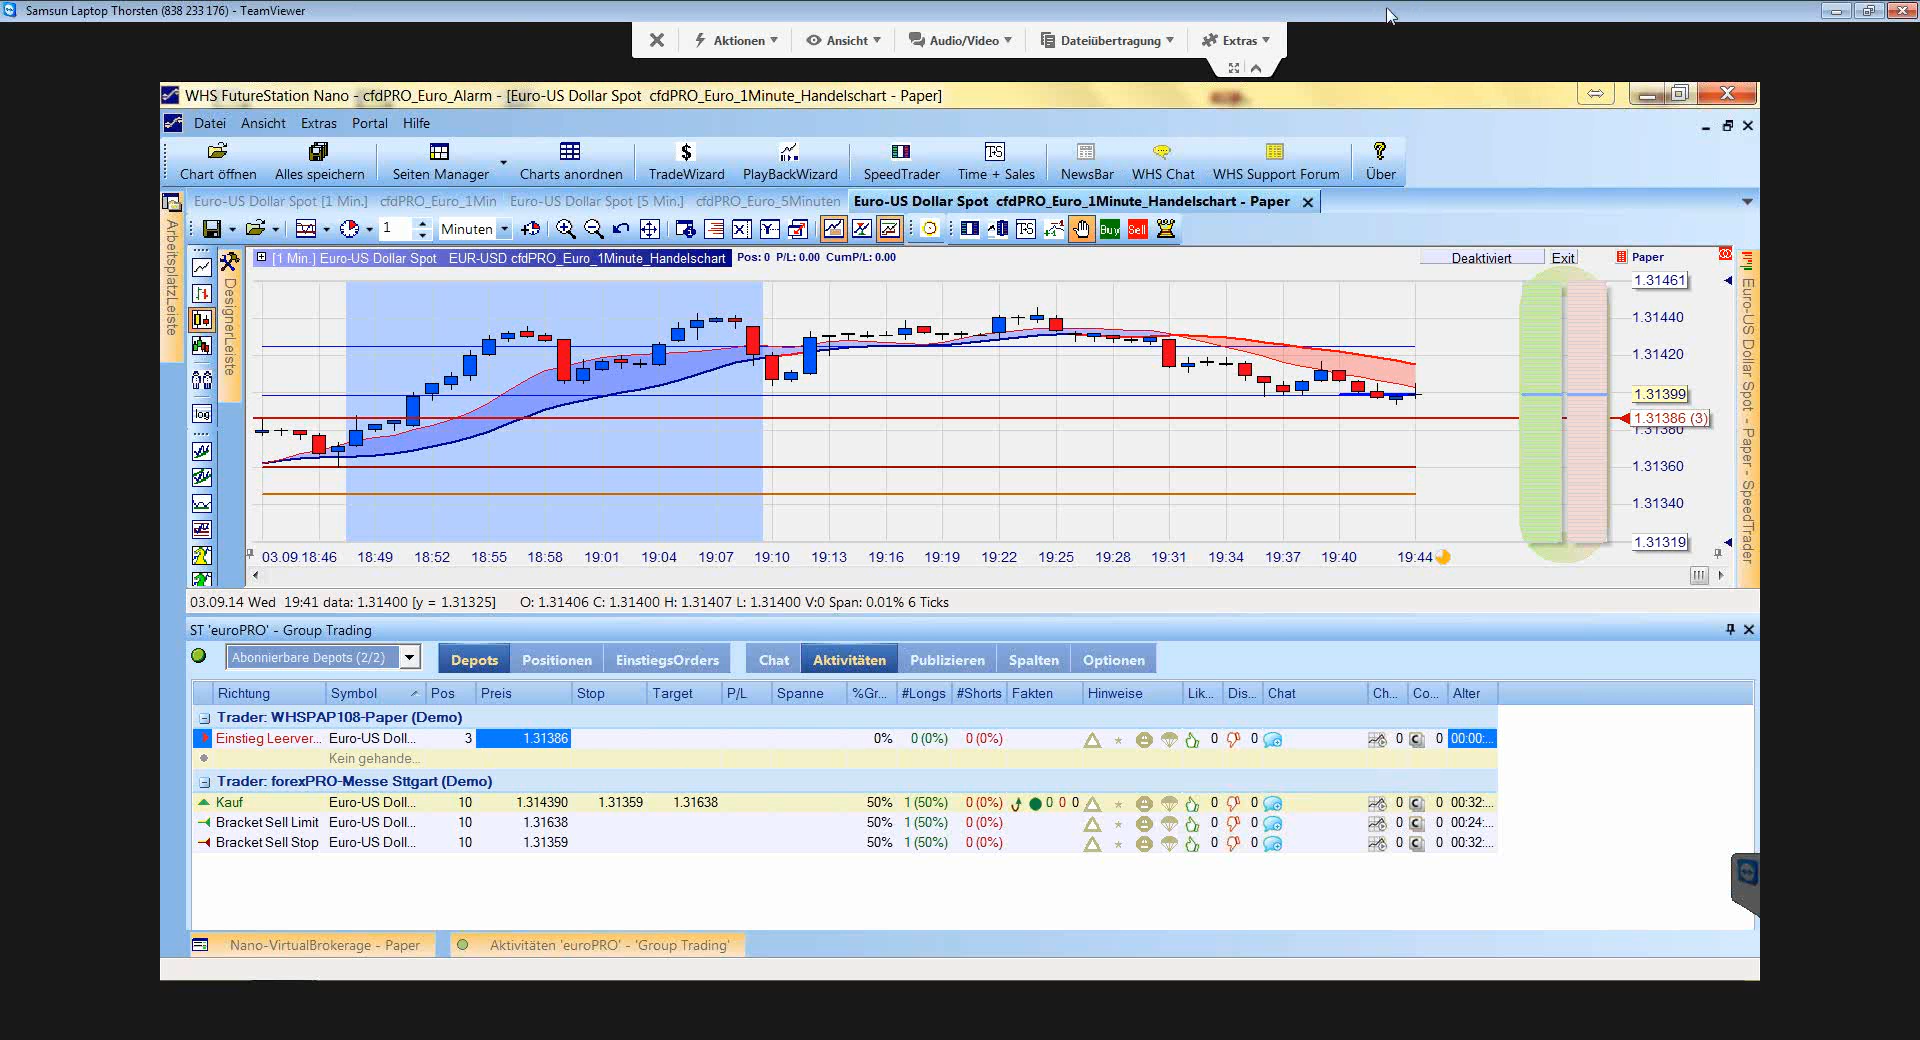 Samsun Laptop Thorsten (838 233 176) - TeamViewer
Aktionen Ansicht Audio/Video Dateiübertragung Extras
WHS FutureStation Nano - cfdPRO_Euro_Alarm - [Euro-US Dollar Spot cfdPRO_Euro_1Minute_Handelschart - Paper]
Datei Ansicht Extras Portal Hilfe
Chart öffnen Alles speichern Seiten Manager Charts anordnen TradeWizard PlayBackWizard SpeedTrader Time + Sales NewsBar WHS Chat WHS Support Forum Über
Euro-US Dollar Spot [1 Min.] cfdPRO_Euro_1Min Euro-US Dollar Spot [5 Min.] cfdPRO_Euro_5Minuten Euro-US Dollar Spot cfdPRO_Euro_1Minute_Handelschart - Paper
1 Minuten Buy Sell
ArbeitsplatzLeiste
DesignerLeiste
log
[1 Min.] Euro-US Dollar Spot EUR-USD cfdPRO_Euro_1Minute_Handelschart Pos: 0 P/L: 0.00 CumP/L: 0.00 Deaktiviert Exit Paper
1.31461
1.31440
1.31420
1.31399
1.31386 (3)
1.31380
1.31360
1.31340
1.31319
Euro-US Dollar Spot - Paper - SpeedTrader
03.09 18:46 18:49 18:52 18:55 18:58 19:01 19:04 19:07 19:10 19:13 19:16 19:19 19:22 19:25 19:28 19:31 19:34 19:37 19:40 19:44
03.09.14 Wed 19:41 data: 1.31400 [y = 1.31325] O: 1.31406 C: 1.31400 H: 1.31407 L: 1.31400 V:0 Span: 0.01% 6 Ticks
ST 'euroPRO' - Group Trading
Abonnierbare Depots (2/2) Depots Positionen EinstiegsOrders Chat Aktivitäten Publizieren Spalten Optionen
Richtung Symbol Pos Preis Stop Target P/L Spanne %Gr... #Longs #Shorts Fakten Hinweise Lik... Dis... Chat Ch... Co... Alter
Trader: WHSPAP108-Paper (Demo)
Einstieg Leerver... Euro-US Doll... 3 1.31386 0% 0 (0%) 0 (0%) 0 0 0 0 00:00:...
Kein gehande...
Trader: forexPRO-Messe Sttgart (Demo)
Kauf Euro-US Doll... 10 1.314390 1.31359 1.31638 50% 1 (50%) 0 (0%) 0 0 0 0 0 0 0 00:32:...
Bracket Sell Limit Euro-US Doll... 10 1.31638 50% 1 (50%) 0 (0%) 0 0 0 0 00:24:...
Bracket Sell Stop Euro-US Doll... 10 1.31359 50% 1 (50%) 0 (0%) 0 0 0 0 00:32:...
Nano-VirtualBrokerage - Paper Aktivitäten 'euroPRO' - 'Group Trading'